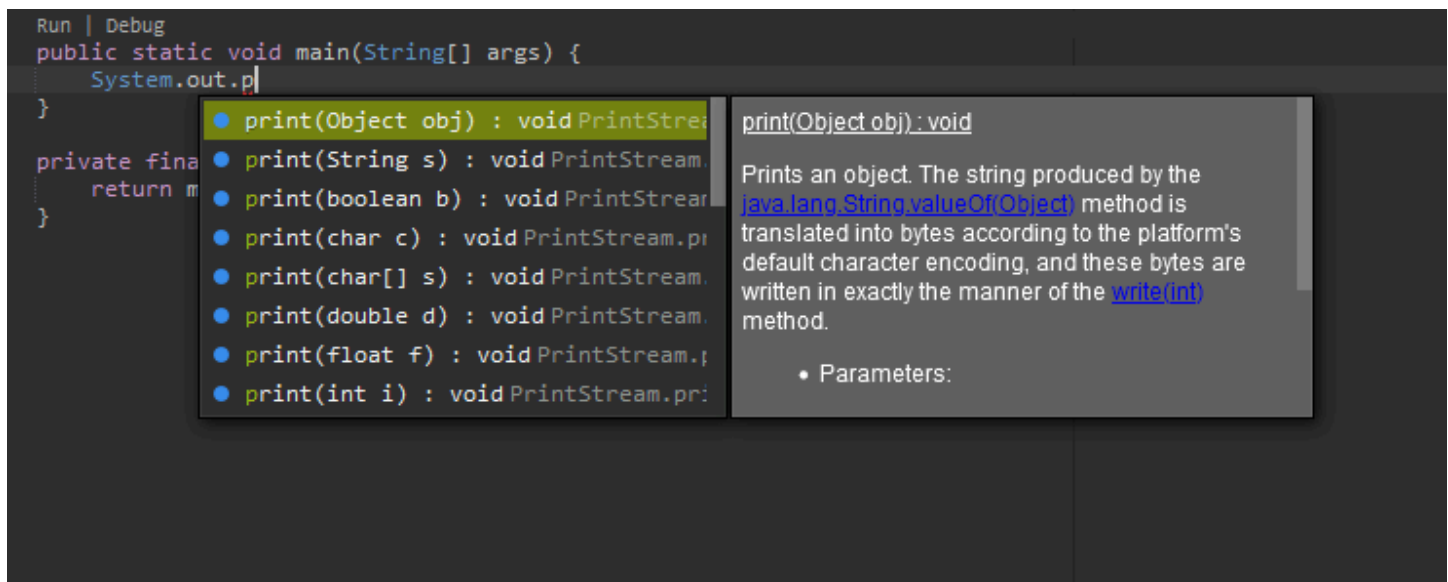 Run | Debug
public static void main(String[] args) {
System.out.p
}
private fina
return m
}
print(Object obj) : void PrintStrea
print(String s) : void PrintStream.
print(boolean b) : void PrintStream
print(char c) : void PrintStream.pr
print(char[] s) : void PrintStream.
print(double d) : void PrintStream.
print(float f) : void PrintStream.p
print(int i) : void PrintStream.pri
print(Object obj) : void
Prints an object. The string produced by the
java.lang.String.valueOf(Object) method is
translated into bytes according to the platform's
default character encoding, and these bytes are
written in exactly the manner of the write(int)
method.
• Parameters: